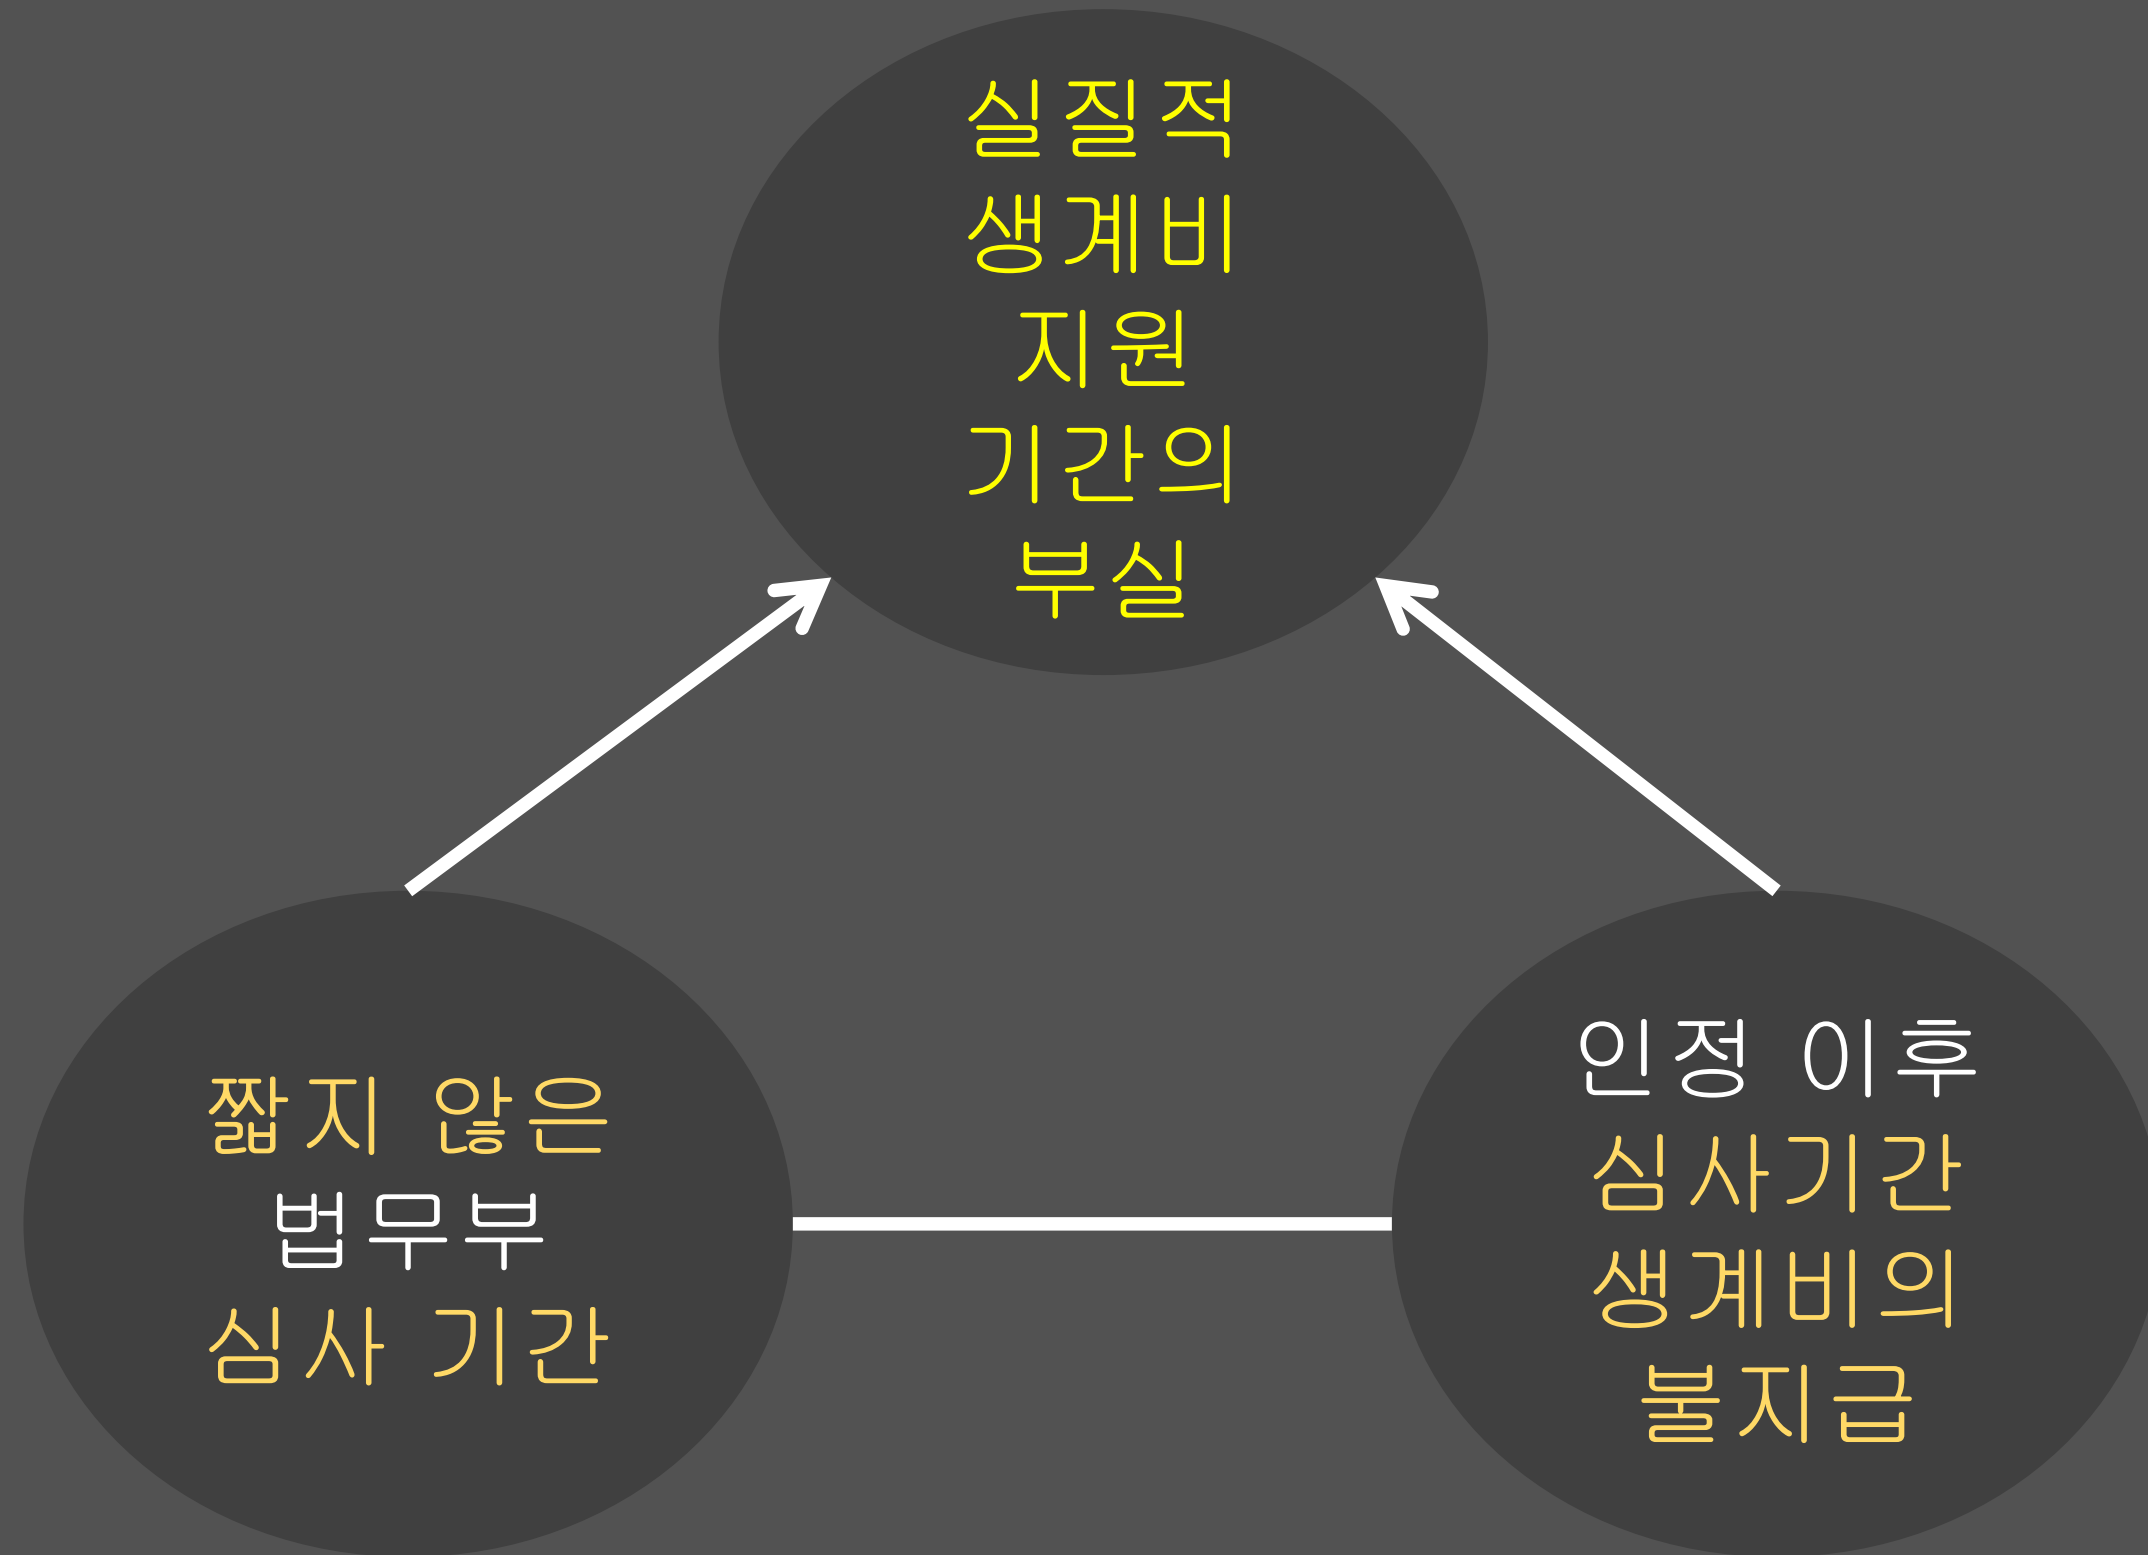 실질적
생계비
지원
기간의
부실
짧지 않은
법무부
심사 기간
인정 이후
심사기간
생계비의
불지급